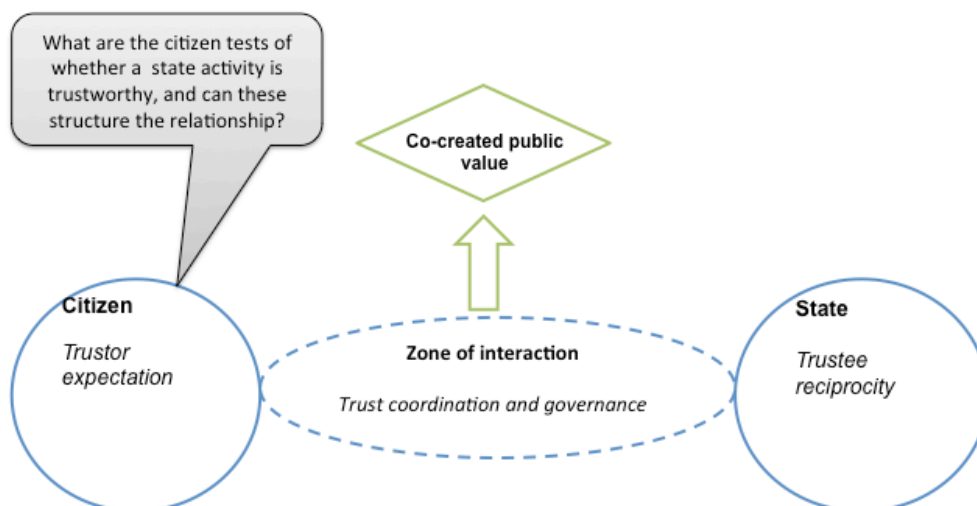 What are the citizen tests of
whether a state activity is
trustworthy, and can these
structure the relationship?
Co-created public
value
Citizen
Trustor
expectation
Zone of interaction
Trust coordination and governance
State
Trustee
reciprocity